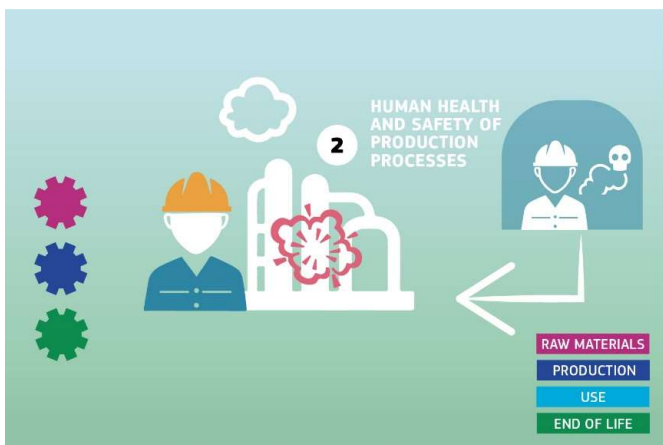 2
HUMAN HEALTH
AND SAFETY OF
PRODUCTION
PROCESSES
RAW MATERIALS
PRODUCTION
USE
END OF LIFE